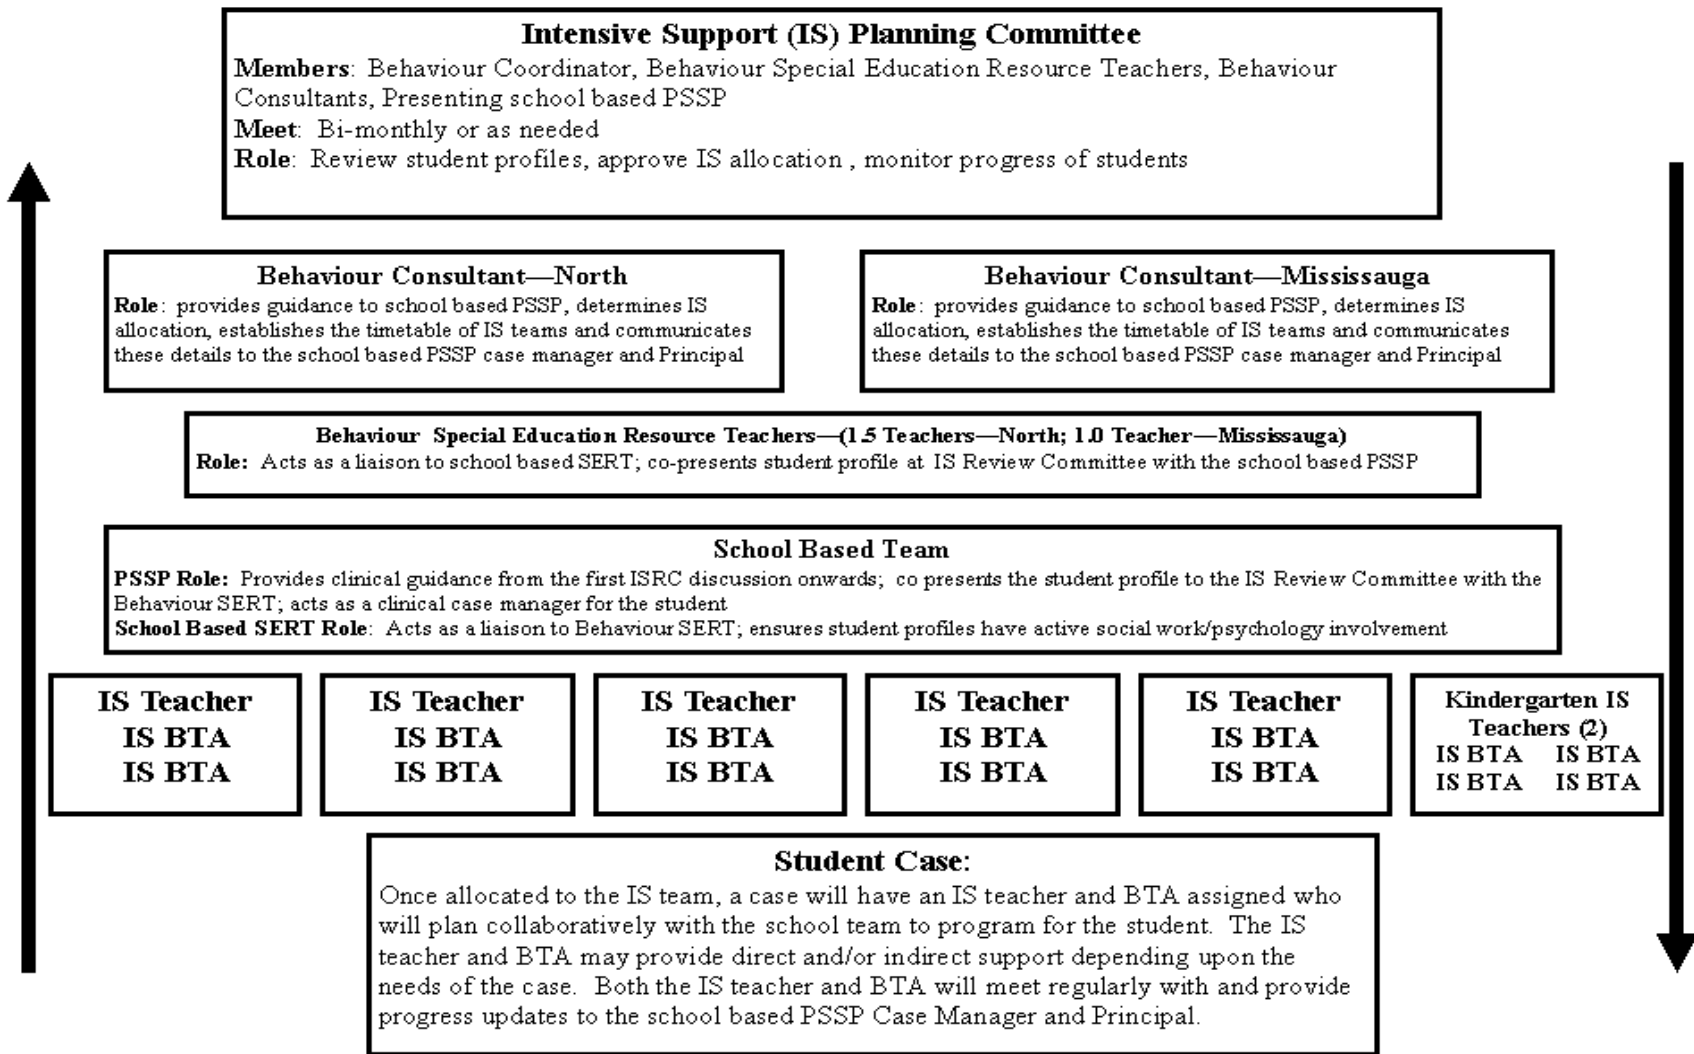 Intensive Support (IS) Planning Committee
Members: Behaviour Coordinator, Behaviour Special Education Resource Teachers, Behaviour
Consultants, Presenting school based PSSP
Meet: Bi-monthly or as needed
Role: Review student profiles, approve IS allocation , monitor progress of students
Behaviour Consultant—North
Role: provides guidance to school based PSSP, determines IS
allocation, establishes the timetable of IS teams and communicates
these details to the school based PSSP case manager and Principal
Behaviour Consultant—Mississauga
Role: provides guidance to school based PSSP, determines IS
allocation, establishes the timetable of IS teams and communicates
these details to the school based PSSP case manager and Principal
Behaviour Special Education Resource Teachers—(1.5 Teachers—North; 1.0 Teacher—Mississauga)
Role: Acts as a liaison to school based SERT; co-presents student profile at IS Review Committee with the school based PSSP
School Based Team
PSSP Role: Provides clinical guidance from the first ISRC discussion onwards; co presents the student profile to the IS Review Committee with the
Behaviour SERT; acts as a clinical case manager for the student
School Based SERT Role: Acts as a liaison to Behaviour SERT; ensures student profiles have active social work/psychology involvement
IS Teacher
IS BTA
IS BTA
IS Teacher
IS BTA
IS BTA
IS Teacher
IS BTA
IS BTA
IS Teacher
IS BTA
IS BTA
IS Teacher
IS BTA
IS BTA
Kindergarten IS
Teachers (2)
IS BTA IS BTA
IS BTA IS BTA
Student Case:
Once allocated to the IS team, a case will have an IS teacher and BTA assigned who
will plan collaboratively with the school team to program for the student. The IS
teacher and BTA may provide direct and/or indirect support depending upon the
needs of the case. Both the IS teacher and BTA will meet regularly with and provide
progress updates to the school based PSSP Case Manager and Principal.